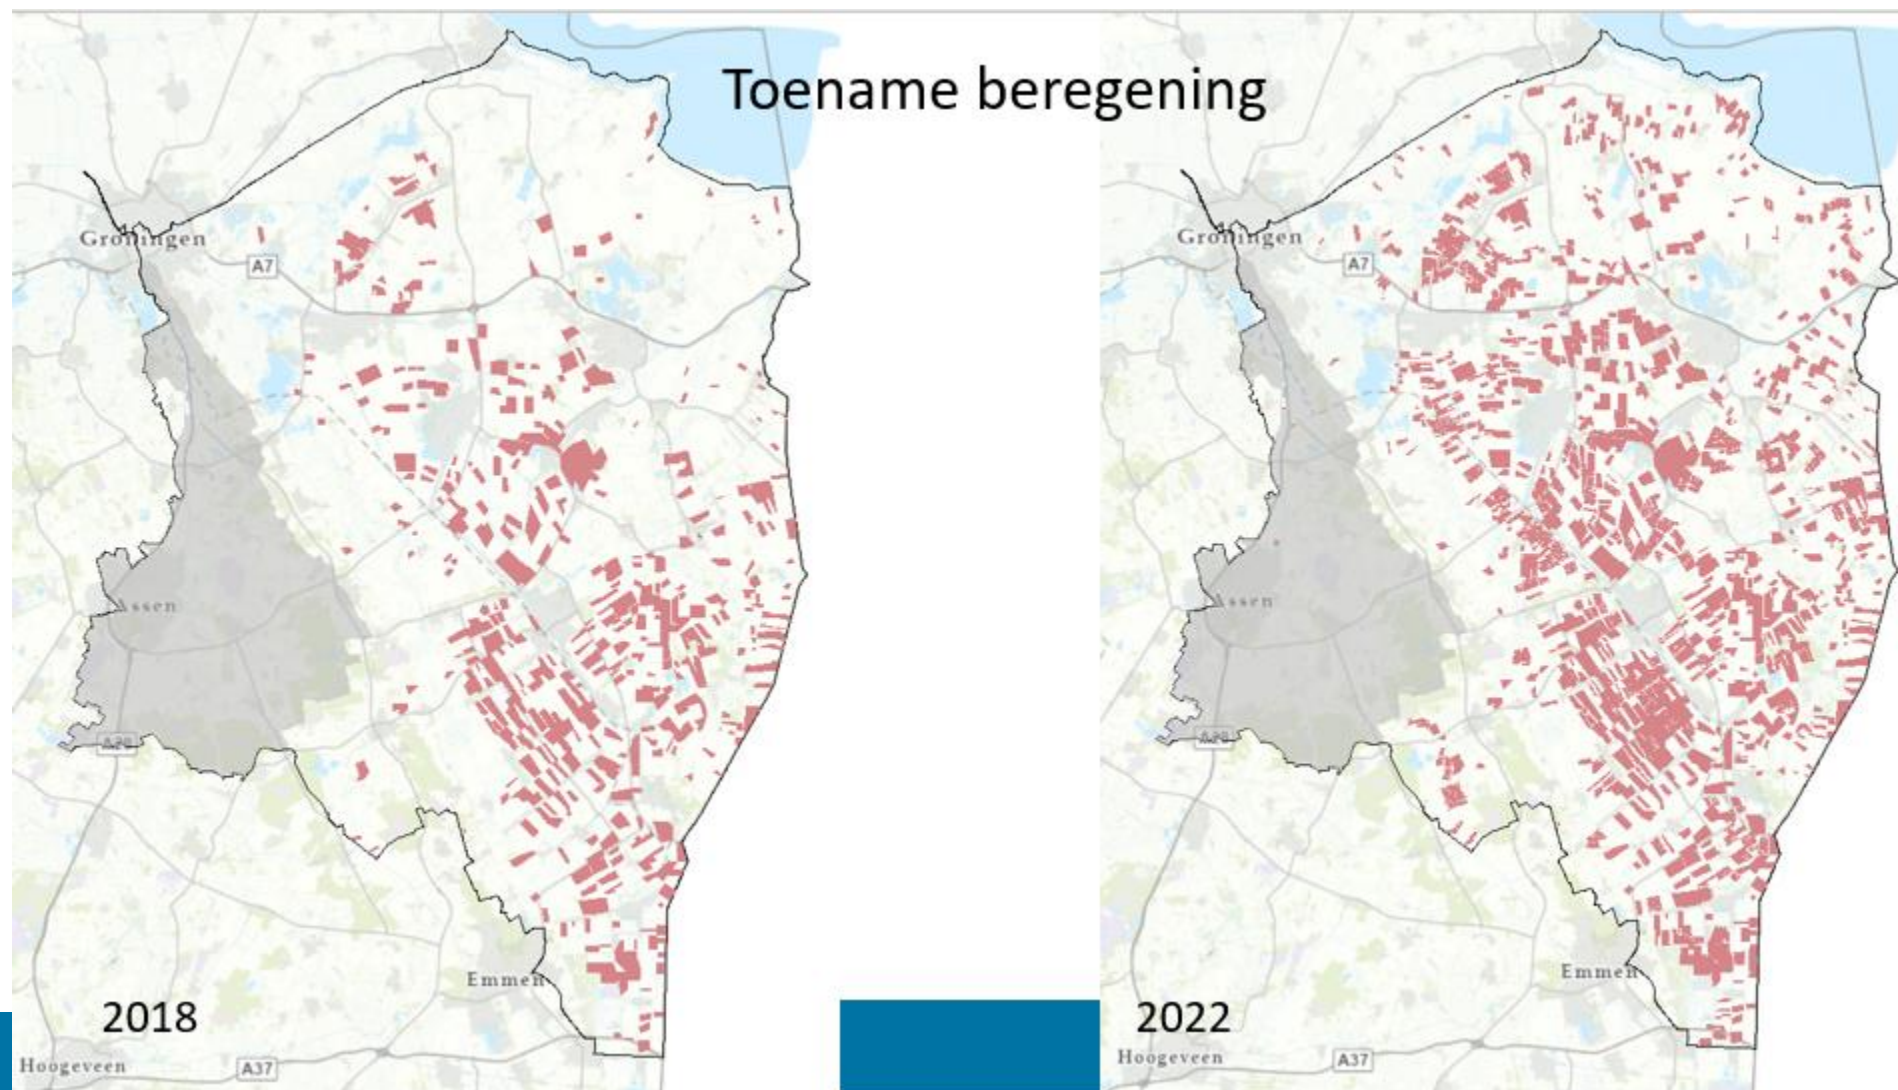 Toename beregening
Groningen
A7
Assen
A28
Emmen
2018
Hoogeveen
A37
Groningen
A7
Assen
A28
Emmen
2022
Hoogeveen
A37